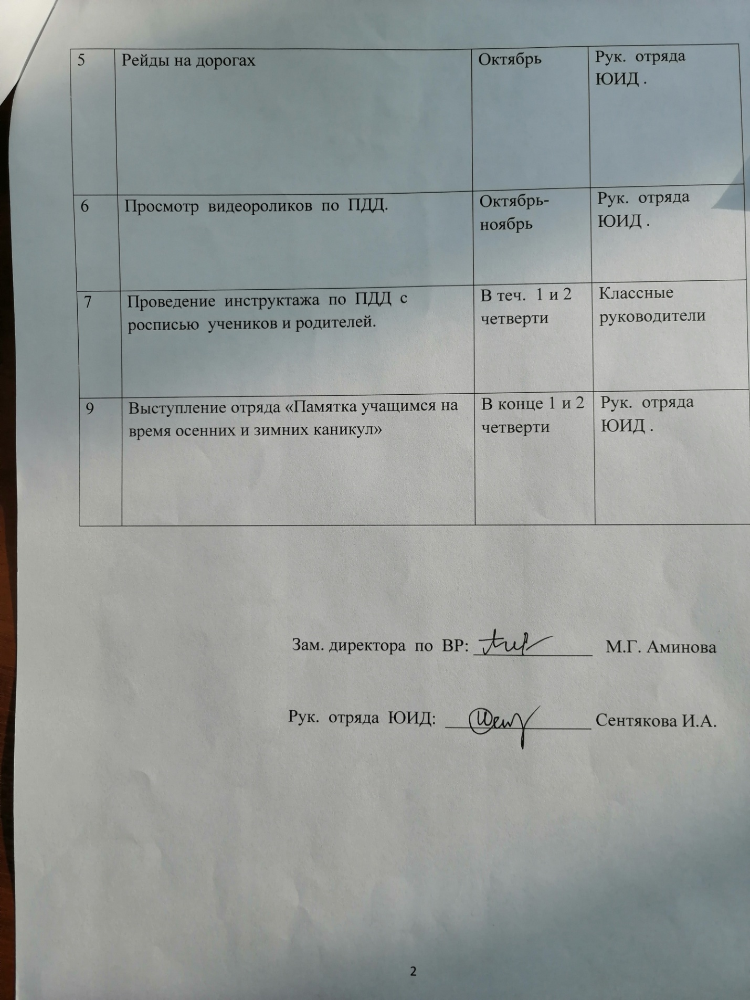 5 Рейды на дорогах Октябрь Рук. отряда
ЮИД .
6 Просмотр видеороликов по ПДД. Октябрь- Рук. отряда
ноябрь ЮИД .
7 Проведение инструктажа по ПДД с В теч. 1 и 2 Классные
росписью учеников и родителей. четверти руководители
9 Выступление отряда «Памятка учащимся на В конце 1 и 2 Рук. отряда
время осенних и зимних каникул» четверти ЮИД .
Зам. директора по ВР: М.Г. Аминова
Рук. отряда ЮИД: Сентякова И.А.
2